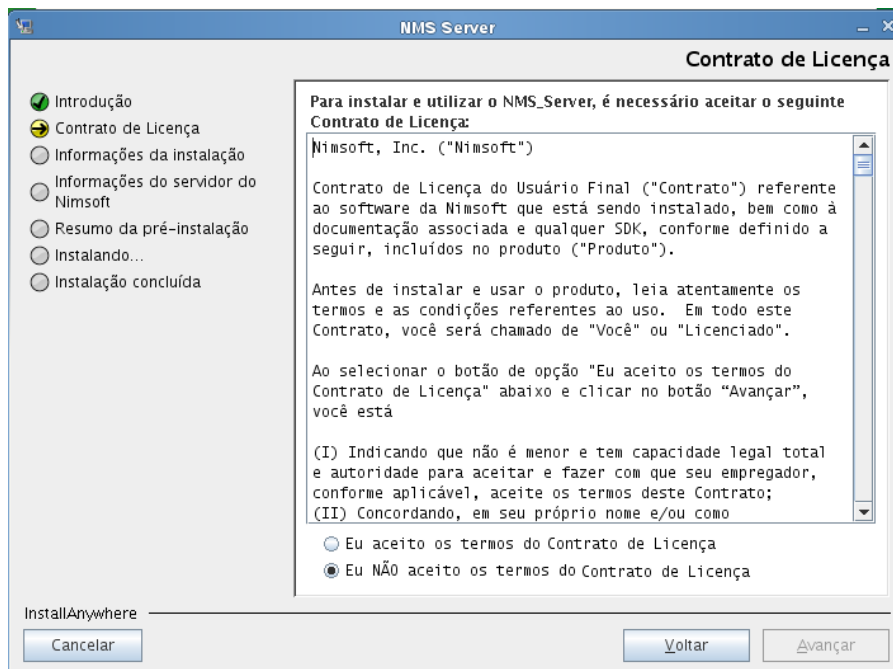 NMS Server
Contrato de Licença
Introdução
Contrato de Licença
Informações da instalação
Informações do servidor do
Nimsoft
Resumo da pré-instalação
Instalando...
Instalação concluída
Para instalar e utilizar o NMS_Server, é necessário aceitar o seguinte
Contrato de Licença:
Nimsoft, Inc. ("Nimsoft")
Contrato de Licença do Usuário Final ("Contrato") referente
ao software da Nimsoft que está sendo instalado, bem como à
documentação associada e qualquer SDK, conforme definido a
seguir, incluídos no produto ("Produto").
Antes de instalar e usar o produto, leia atentamente os
termos e as condições referentes ao uso.  Em todo este
Contrato, você será chamado de "Você" ou "Licenciado".
Ao selecionar o botão de opção "Eu aceito os termos do
Contrato de Licença" abaixo e clicar no botão “Avançar”,
você está
(I) Indicando que não é menor e tem capacidade legal total
e autoridade para aceitar e fazer com que seu empregador,
conforme aplicável, aceite os termos deste Contrato;
(II) Concordando, em seu próprio nome e/ou como
Eu aceito os termos do Contrato de Licença
Eu NÃO aceito os termos do Contrato de Licença
InstallAnywhere
Cancelar
Voltar
Avançar